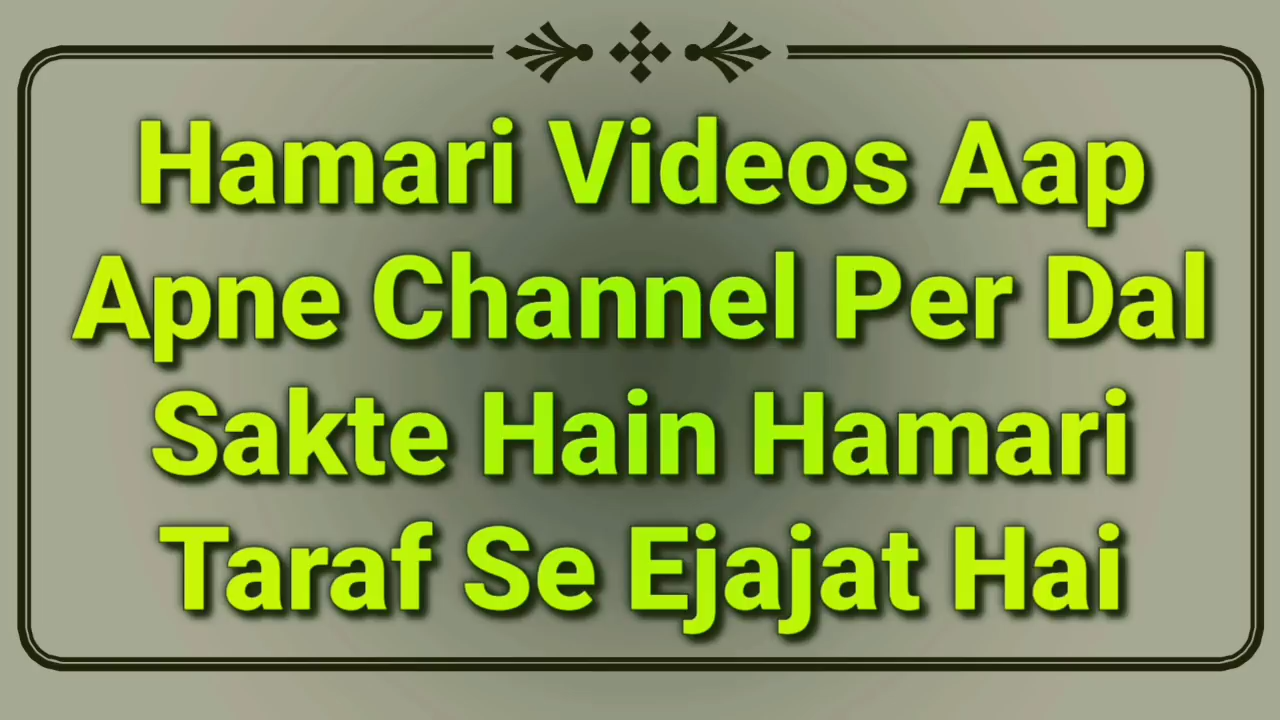 Hamari Videos Aap
Apne Channel Per Dal
Sakte Hain Hamari
Taraf Se Ejajat Hai